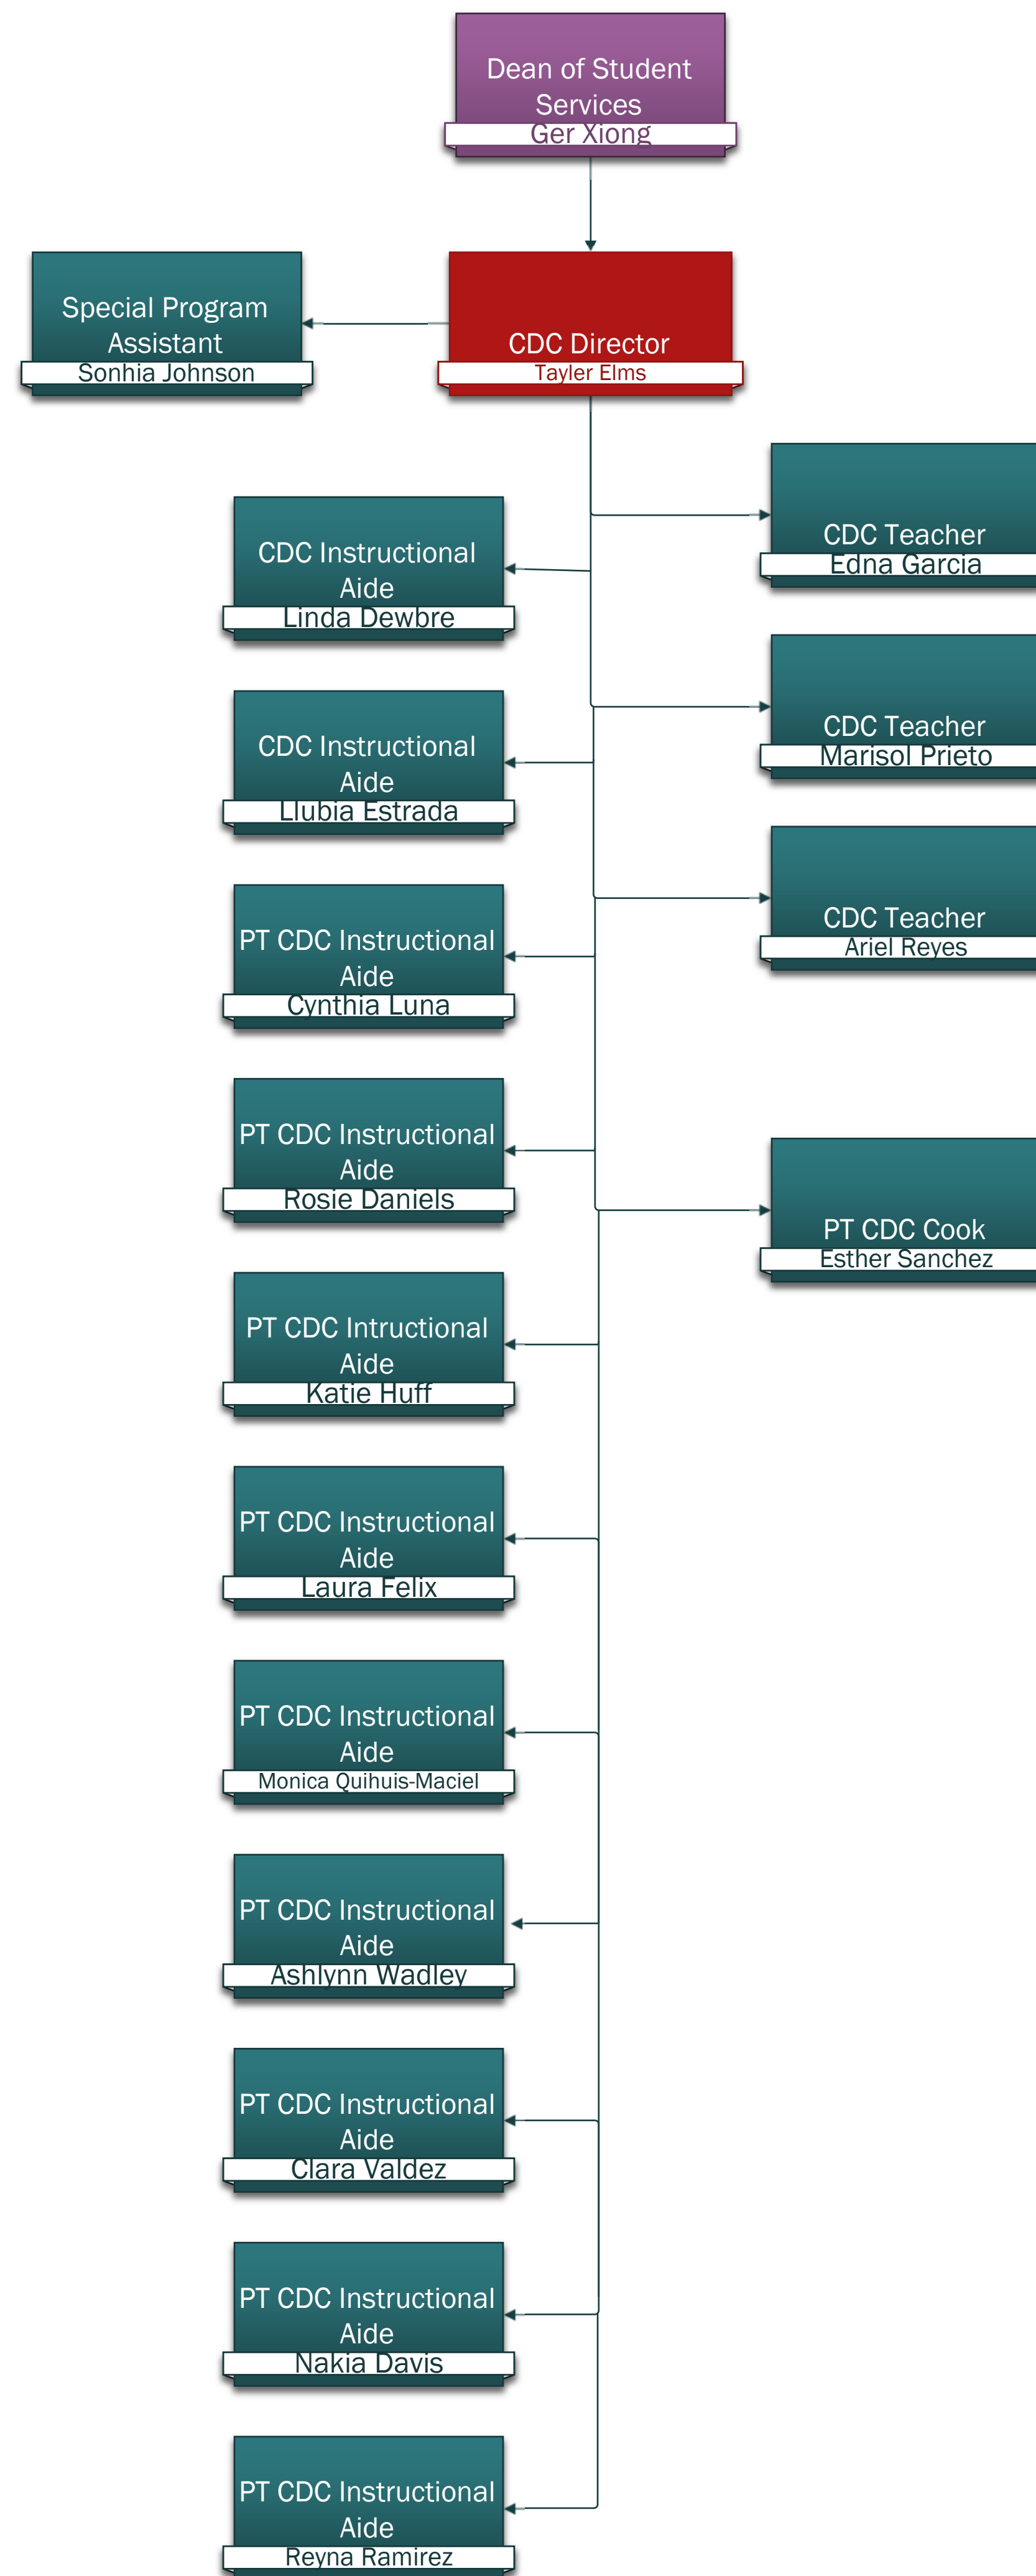 Dean of Student
Services
Ger Xiong
Special Program
Assistant
Sonhia Johnson
CDC Director
Tayler Elms
CDC Teacher
Edna Garcia
CDC Instructional
Aide
Linda Dewbre
CDC Teacher
Marisol Prieto
CDC Instructional
Aide
Llubia Estrada
CDC Teacher
Ariel Reyes
PT CDC Instructional
Aide
Cynthia Luna
PT CDC Instructional
Aide
Rosie Daniels
PT CDC Cook
Esther Sanchez
PT CDC Intructional
Aide
Katie Huff
PT CDC Instructional
Aide
Laura Felix
PT CDC Instructional
Aide
Monica Quihuis-Maciel
PT CDC Instructional
Aide
Ashlynn Wadley
PT CDC Instructional
Aide
Clara Valdez
PT CDC Instructional
Aide
Nakia Davis
PT CDC Instructional
Aide
Reyna Ramirez